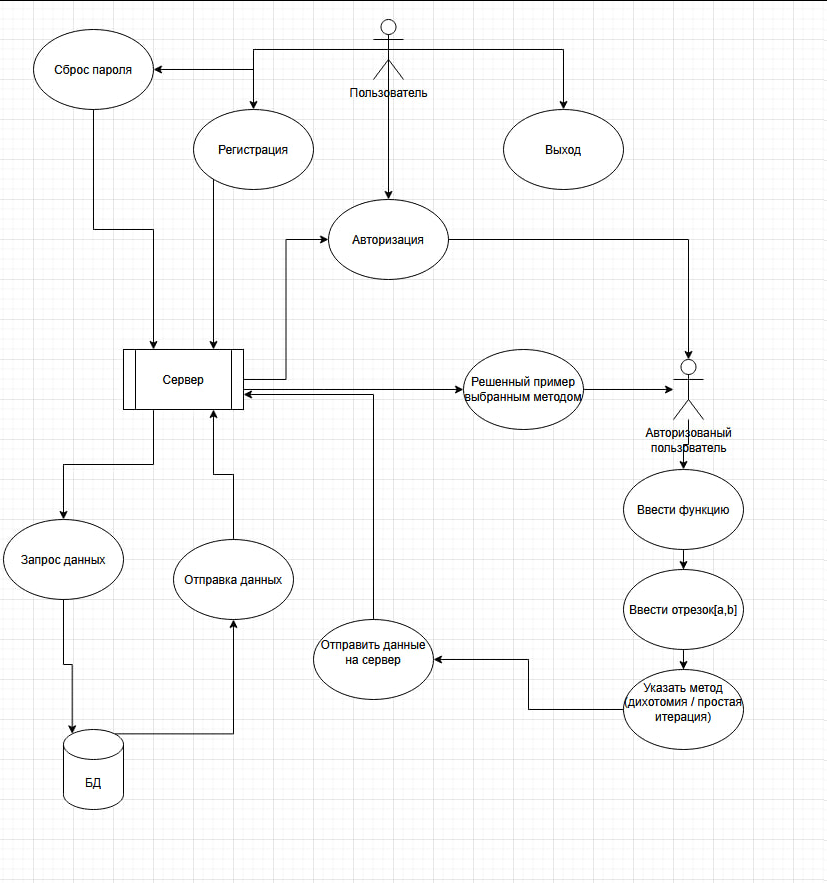 Сброс пароля
Пользователь
Регистрация
Выход
Авторизация
Сервер
Решенный пример
выбранным методом
Авторизованый
пользователь
Ввести функцию
Запрос данных
Отправка данных
Ввести отрезок[a,b]
Отправить данные
на сервер
Указать метод
(дихотомия / простая
итерация)
БД